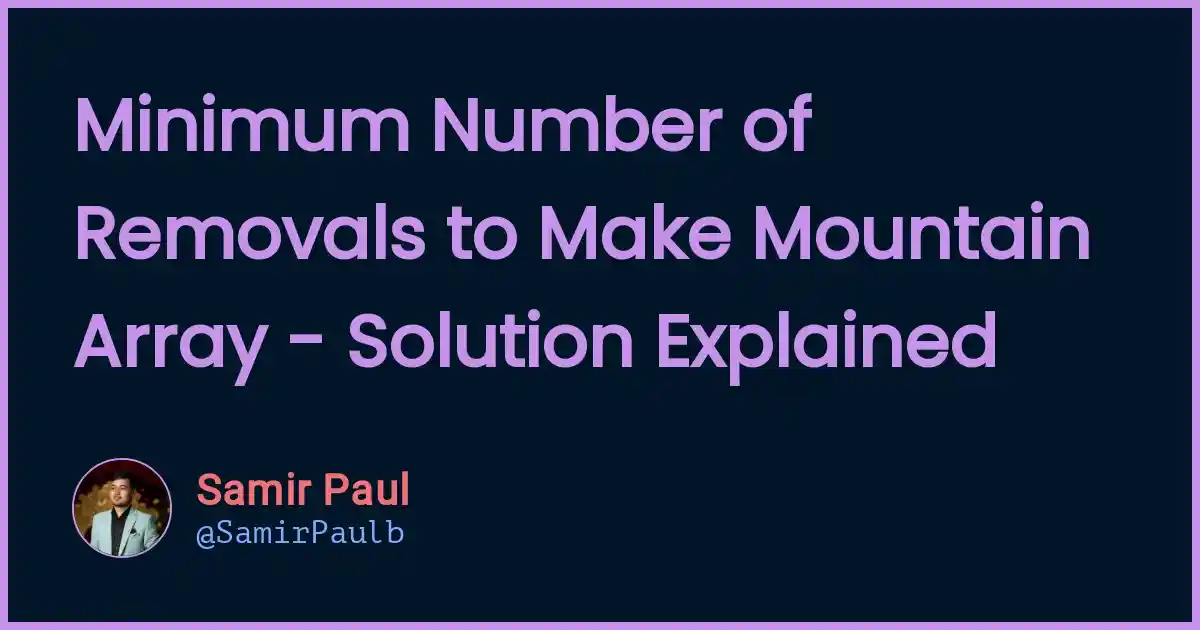 Minimum Number of
Removals to Make Mountain
Array - Solution Explained
Samir Paul
@SamirPaulb